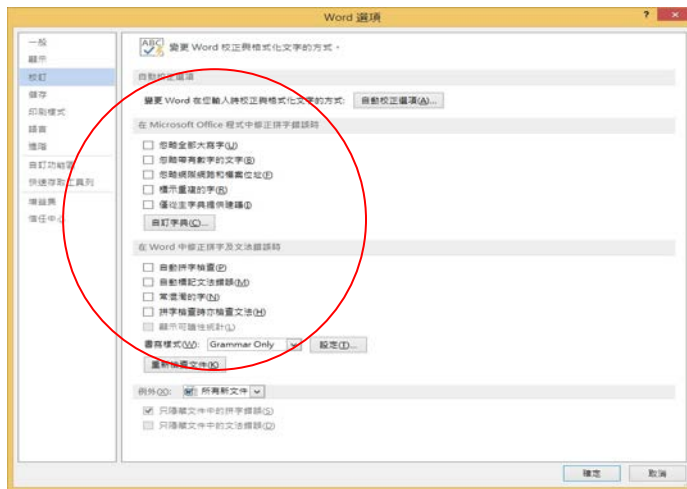 Word 選項
? ×
一般
顯示
校訂
儲存
印刷樣式
語言
進階
自訂功能區
快速存取工具列
增益集
信任中心
ABC
變更 Word 校正與格式化文字的方式。
自動校正選項
變更 Word 在您輸入時校正與格式化文字的方式: 自動校正選項(A)...
在 Microsoft Office 程式中修正拼字錯誤時
忽略全部大寫字(U)
忽略帶有數字的文字(B)
忽略網際網路和檔案位址(F)
標示重複的字(R)
僅從主字典提供建議(I)
自訂字典(C)...
在 Word 中修正拼字及文法錯誤時
自動拼字檢查(P)
自動標記文法錯誤(M)
常混淆的字(N)
拼字檢查時亦檢查文法(H)
顯示可讀性統計(L)
書寫樣式(W): Grammar Only 設定(T)...
重新檢查文件(K)
例外(X): 所有新文件
只隱藏文件中的拼字錯誤(S)
只隱藏文件中的文法錯誤(D)
確定 取消